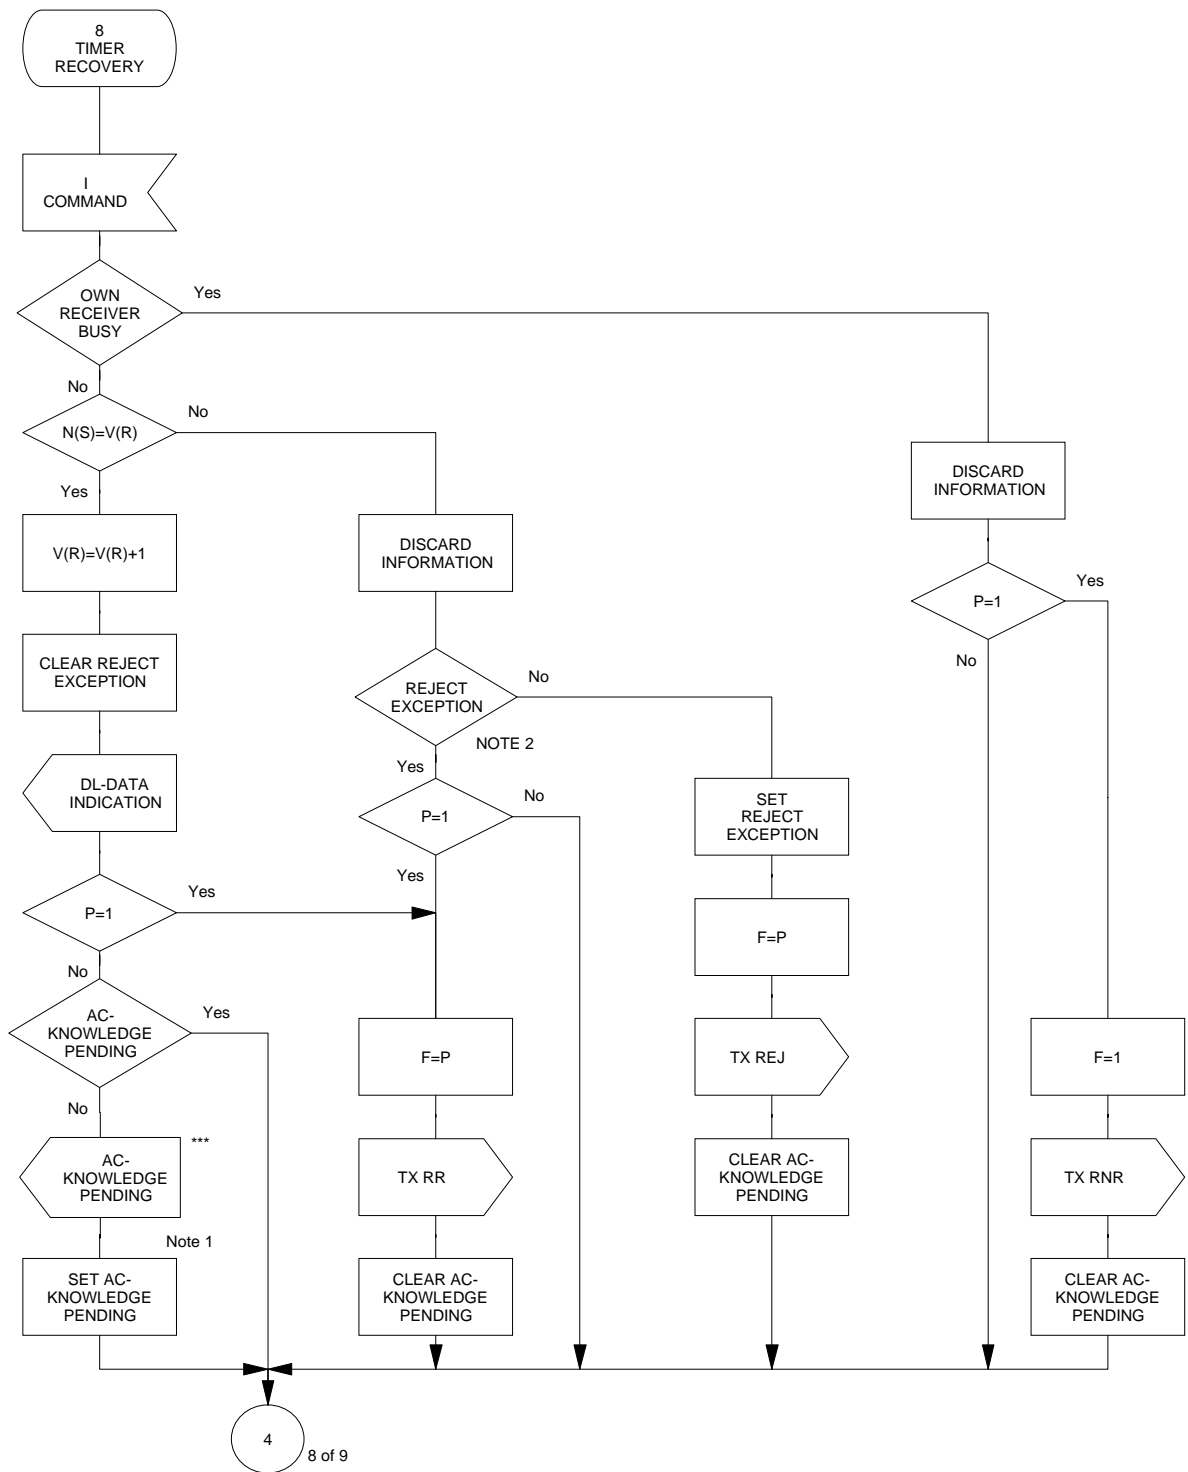 8
TIMER
RECOVERY
I
COMMAND
OWN
RECEIVER
BUSY
Yes
No
N(S)=V(R)
No
Yes
DISCARD
INFORMATION
V(R)=V(R)+1
DISCARD
INFORMATION
P=1
Yes
No
CLEAR REJECT
EXCEPTION
REJECT
EXCEPTION
No
NOTE 2
Yes
DL-DATA
INDICATION
P=1
No
Yes
SET
REJECT
EXCEPTION
P=1
Yes
No
F=P
AC-
KNOWLEDGE
PENDING
Yes
No
F=P
TX REJ
F=1
AC-
KNOWLEDGE
PENDING
***
Note 1
TX RR
CLEAR AC-
KNOWLEDGE
PENDING
TX RNR
SET AC-
KNOWLEDGE
PENDING
CLEAR AC-
KNOWLEDGE
PENDING
CLEAR AC-
KNOWLEDGE
PENDING
4
8 of 9